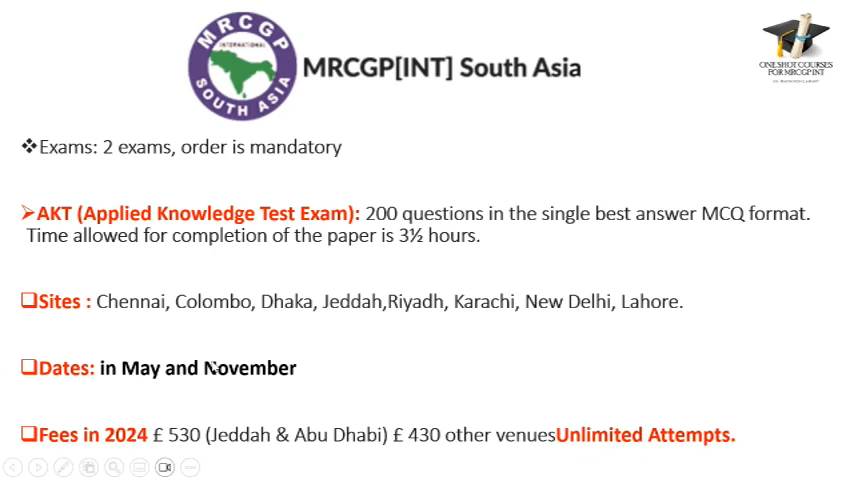 MRCGP
INTERNATIONAL
SOUTH ASIA
MRCGP[INT] South Asia
ONE SHOT COURSES
FOR MRCGP INT
Exams: 2 exams, order is mandatory
AKT (Applied Knowledge Test Exam): 200 questions in the single best answer MCQ format.
Time allowed for completion of the paper is 3½ hours.
Sites : Chennai, Colombo, Dhaka, Jeddah,Riyadh, Karachi, New Delhi, Lahore.
Dates: in May and November
Fees in 2024 £ 530 (Jeddah & Abu Dhabi) £ 430 other venuesUnlimited Attempts.